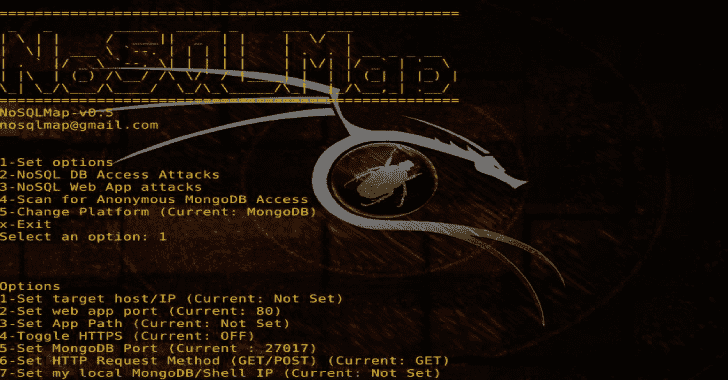 NoSQLMap
NoSQLMap-v0.5
nosqlmap@gmail.com
1-Set options
2-NoSQL DB Access Attacks
3-NoSQL Web App attacks
4-Scan for Anonymous MongoDB Access
5-Change Platform (Current: MongoDB)
x-Exit
Select an option: 1
Options
1-Set target host/IP (Current: Not Set)
2-Set web app port (Current: 80)
3-Set App Path (Current: Not Set)
4-Toggle HTTPS (Current: OFF)
5-Set MongoDB Port (Current : 27017)
6-Set HTTP Request Method (GET/POST) (Current: GET)
7-Set my local MongoDB/Shell IP (Current: Not Set)